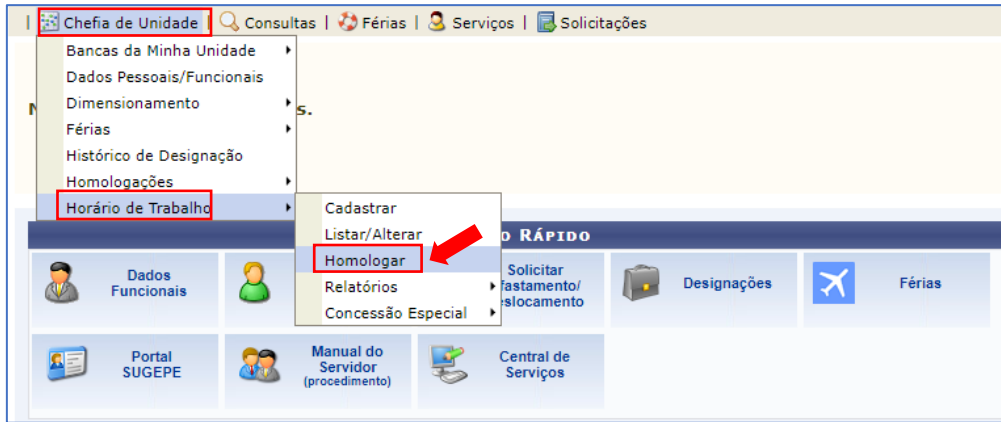 | Chefia de Unidade | Consultas | Férias | Serviços | Solicitações
Bancas da Minha Unidade
Dados Pessoais/Funcionais
Dimensionamento
s.
Férias
Histórico de Designação
Homologações
Horário de Trabalho
Cadastrar
Listar/Alterar
Homologar
Relatórios
Concessão Especial
o Rápido
Dados
Funcionais
Solicitar
fastamento/
eslocamento
Designações
Férias
Portal
SUGEPE
Manual do
Servidor
(procedimento)
Central de
Serviços